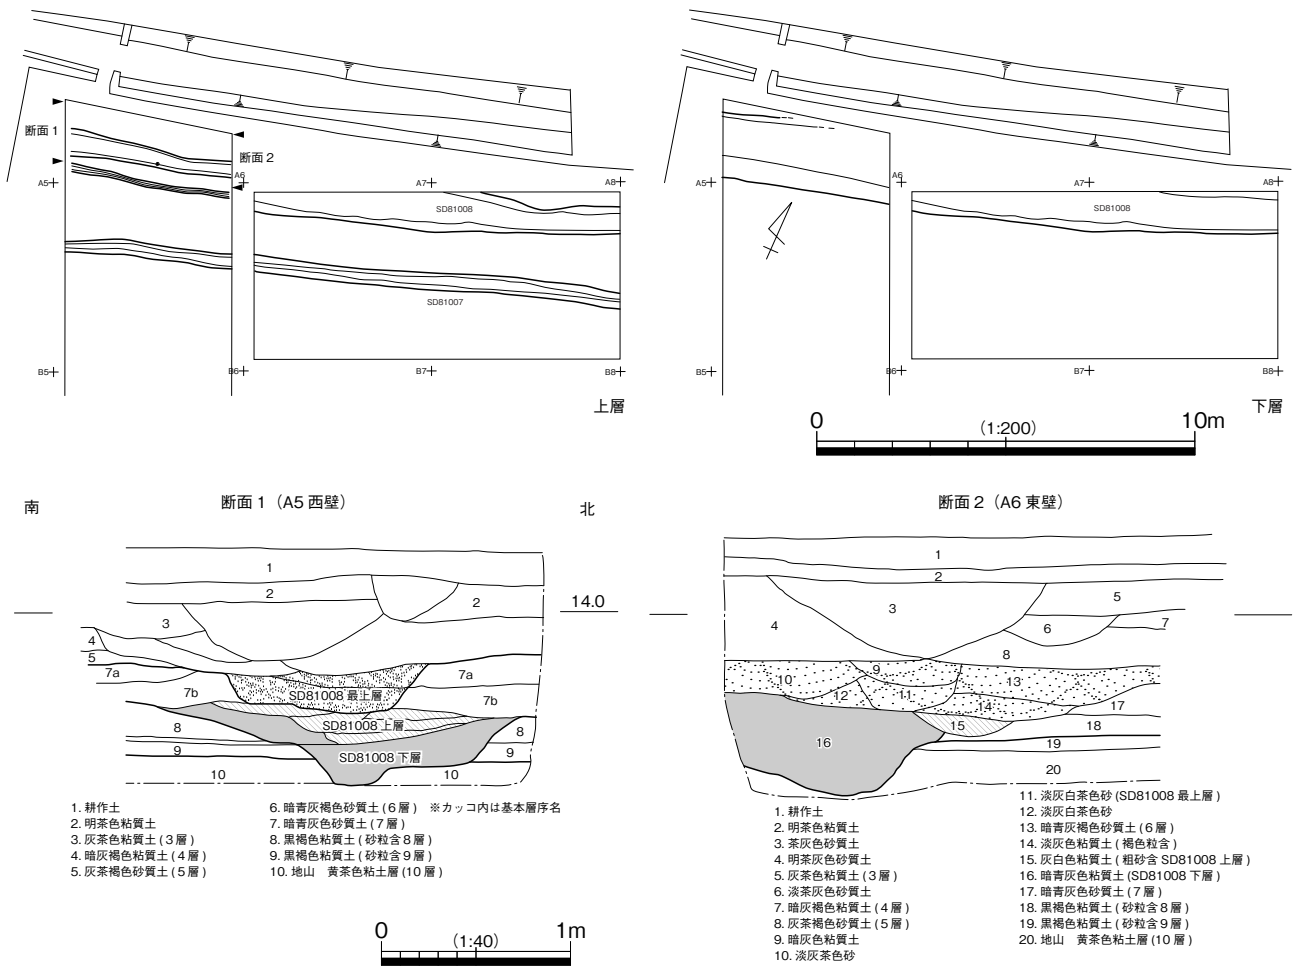 断面 1
断面 2
A5
A6
A7
A8
SD81008
SD81007
B5
B6
B7
B8
上層
A5
A6
A7
A8
SD81008
B5
B6
B7
B8
下層
0
(1:200)
10m
南
断面 1（A5 西壁）
北
断面 2（A6 東壁）
14.0
1
2
2
3
4
5
7a
7a
7b
7b
SD81008 最上層
SD81008 上層
SD81008 下層
8
8
9
9
10
10
1
2
3
4
5
6
7
8
9
10
11
12
13
14
15
16
17
18
19
20
1. 耕作土
2. 明茶色粘質土
3. 灰茶色粘質土 ( 3 層 )
4. 暗灰褐色粘質土 ( 4 層 )
5. 灰茶褐色砂質土 ( 5 層 )
6. 暗青灰褐色砂質土 ( 6 層 )　※カッコ内は基本層序名
7. 暗青灰色砂質土 ( 7 層 )
8. 黒褐色粘質土 ( 砂粒含 8 層 )
9. 黒褐色粘質土 ( 砂粒含 9 層 )
10. 地山　黄茶色粘土層 (10 層 )
1. 耕作土
2. 明茶色粘質土
3. 茶灰色砂質土
4. 明茶灰色砂質土
5. 灰茶色粘質土 ( 3 層 )
6. 淡茶灰色砂質土
7. 暗灰褐色粘質土 ( 4 層 )
8. 灰茶褐色砂質土 ( 5 層 )
9. 暗灰色粘質土
10. 淡灰茶色砂
11. 淡灰白茶色砂 (SD81008 最上層 )
12. 淡灰白茶色砂
13. 暗青灰褐色砂質土 ( 6 層 )
14. 淡灰色粘質土 ( 褐色粒含 )
15. 灰白色粘質土 ( 粗砂含 SD81008 上層 )
16. 暗青灰色粘質土 (SD81008 下層 )
17. 暗青灰色砂質土 ( 7 層 )
18. 黒褐色粘質土 ( 砂粒含 8 層 )
19. 黒褐色粘質土 ( 砂粒含 9 層 )
20. 地山　黄茶色粘土層 (10 層 )
0
(1:40)
1m